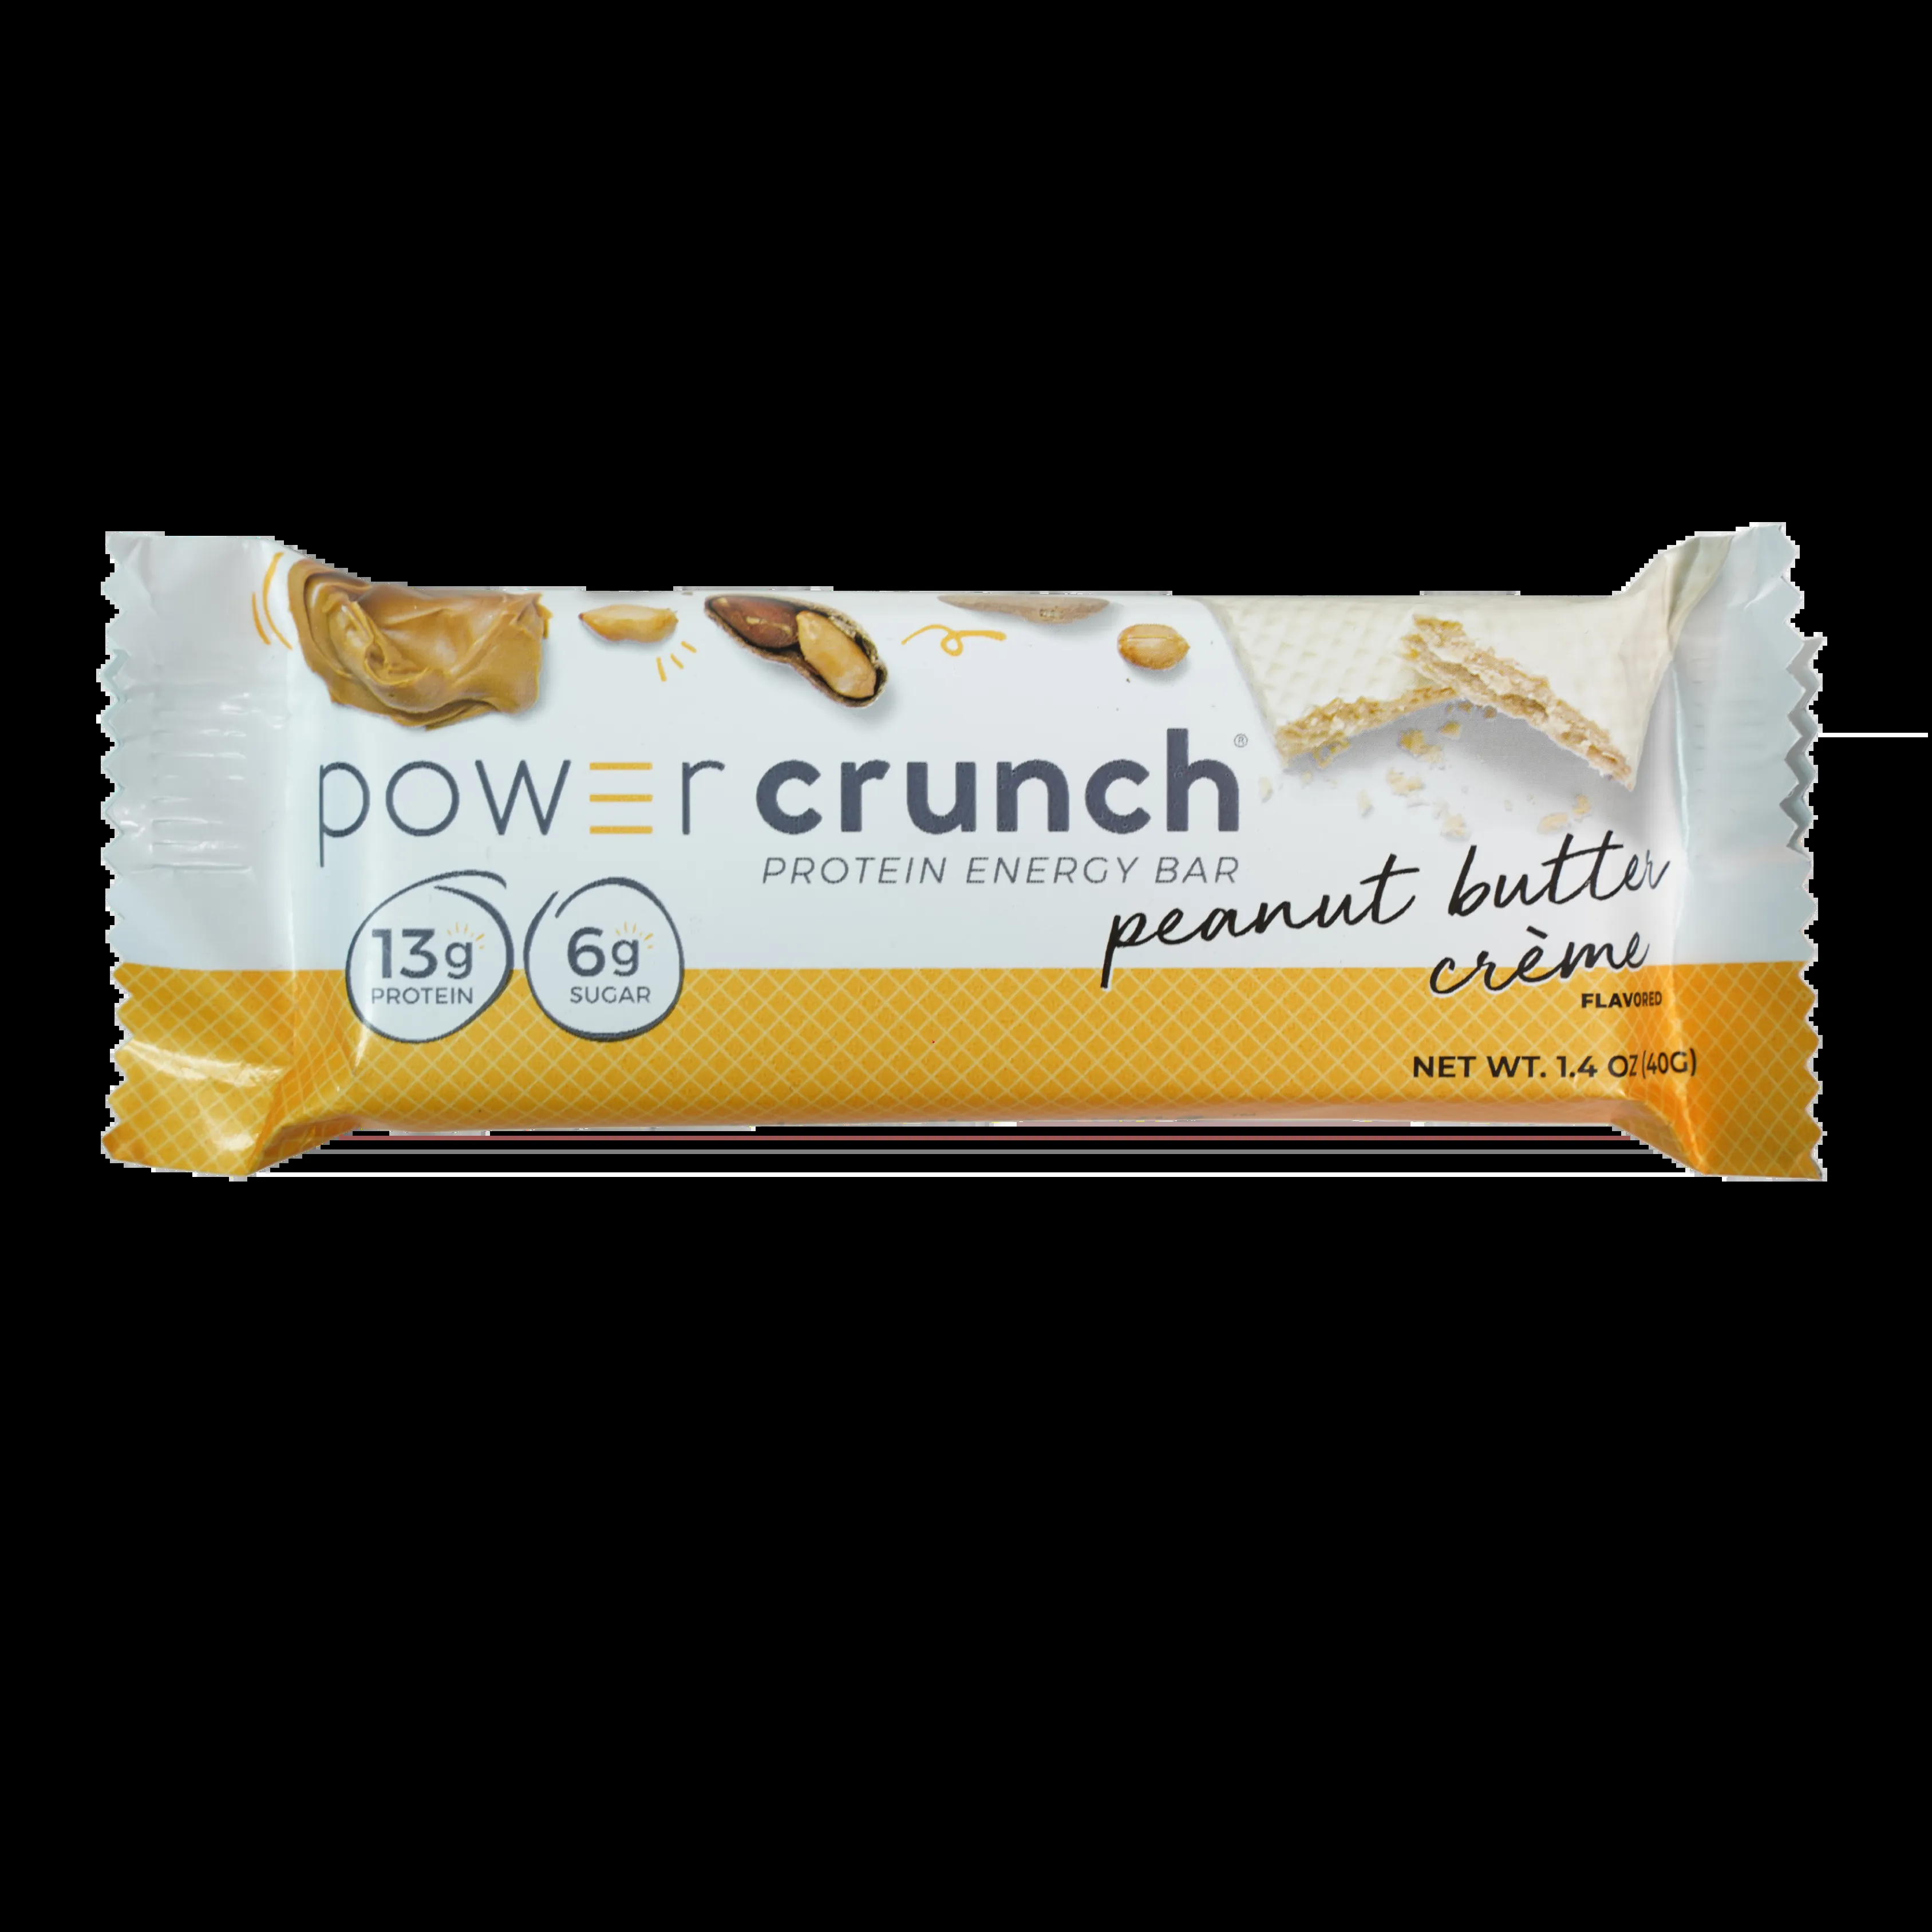 power crunch®
PROTEIN ENERGY BAR
peanut butter
crème
FLAVORED
13g
PROTEIN
6g
SUGAR
NET WT. 1.4 OZ (40G)